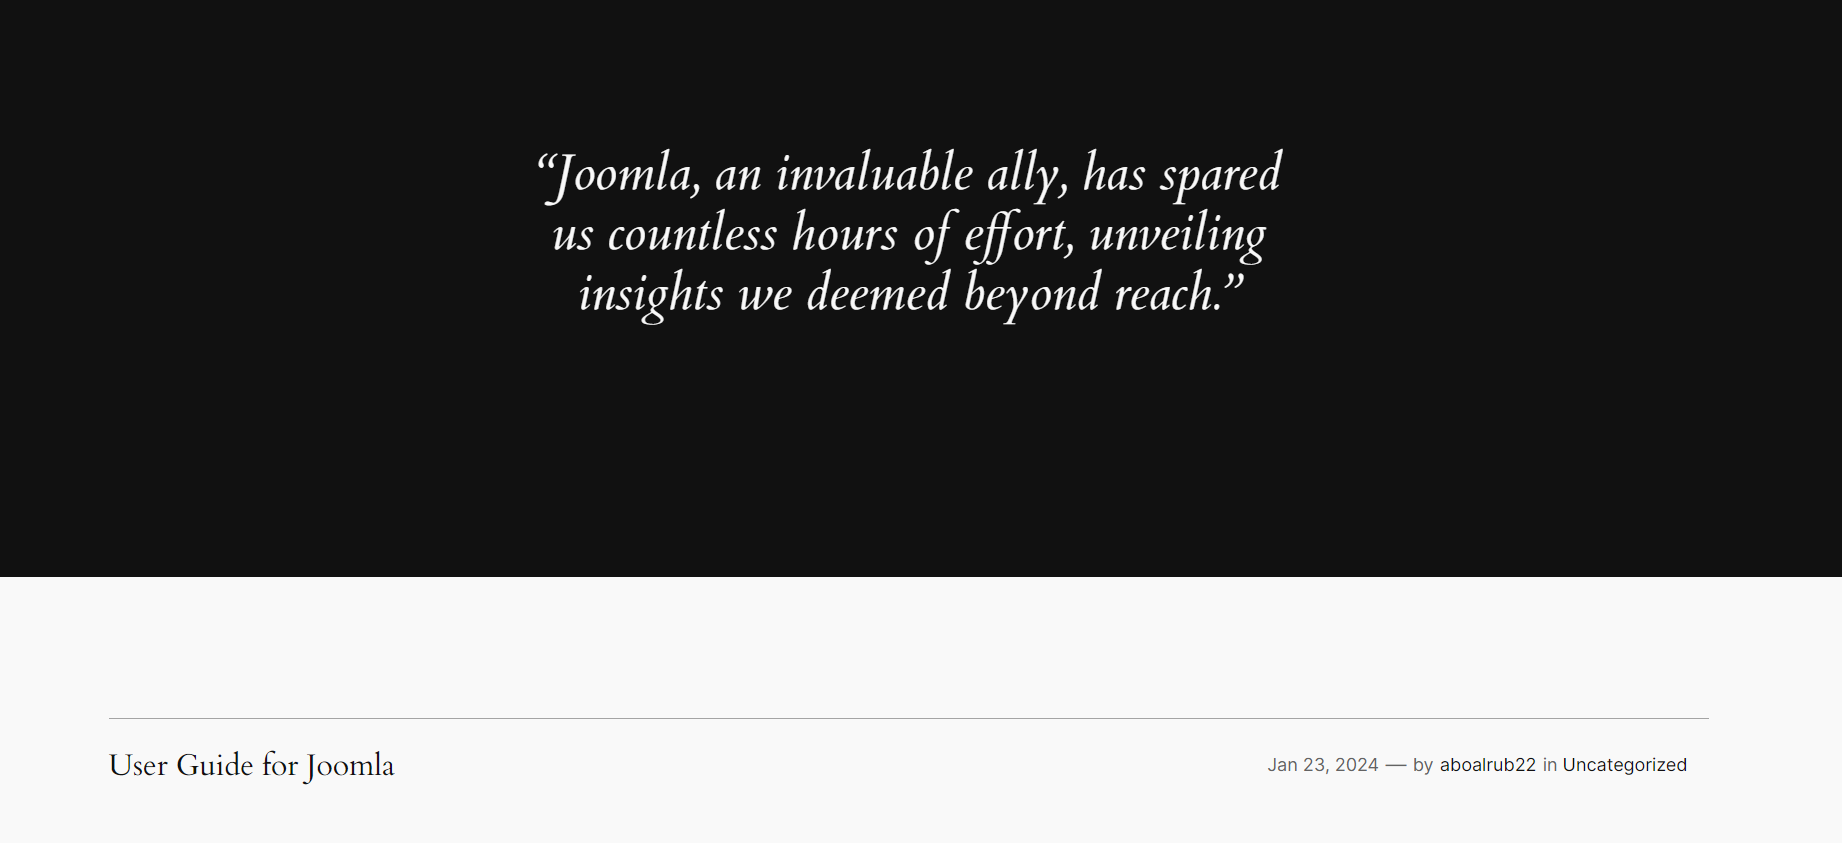 “Joomla, an invaluable ally, has spared
us countless hours of effort, unveiling
insights we deemed beyond reach.”
User Guide for Joomla
Jan 23, 2024 — by aboalrub22 in Uncategorized